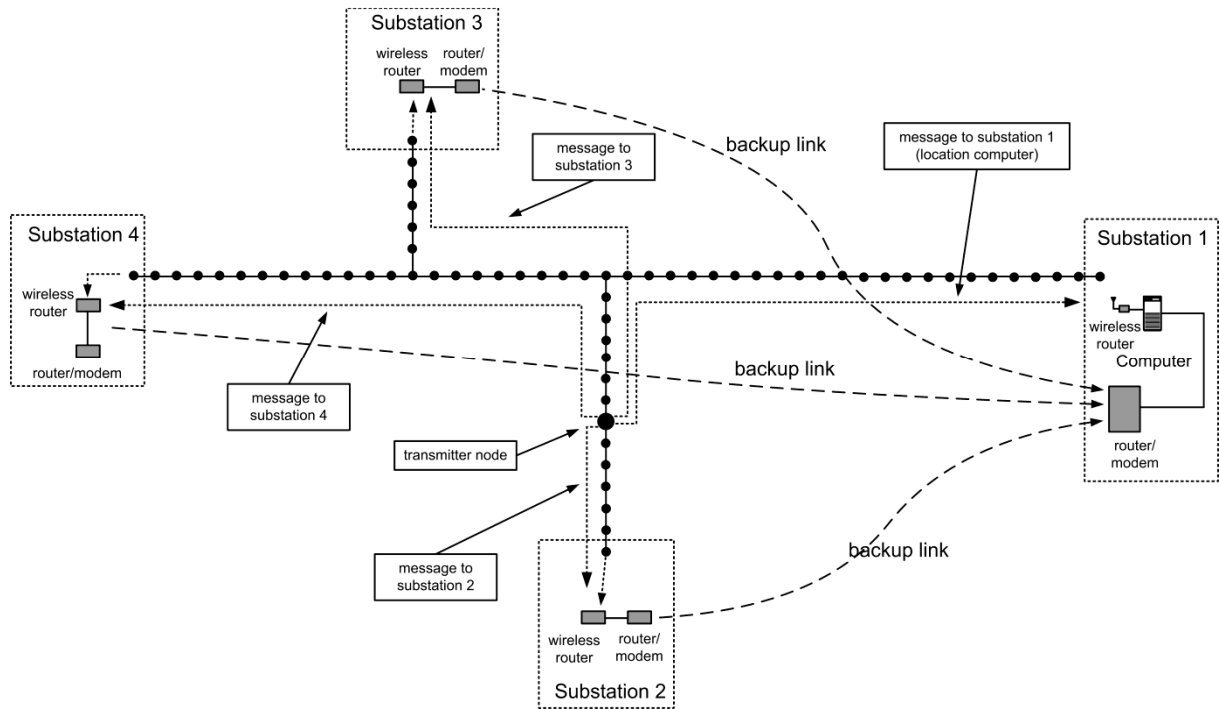 Substation 3
wireless
router
router/
modem
backup link
message to
substation 3
message to substation 1
(location computer)
Substation 4
wireless
router
router/modem
Substation 1
wireless
router
Computer
router/
modem
backup link
message to
substation 4
transmitter node
message to
substation 2
backup link
wireless
router
router/
modem
Substation 2